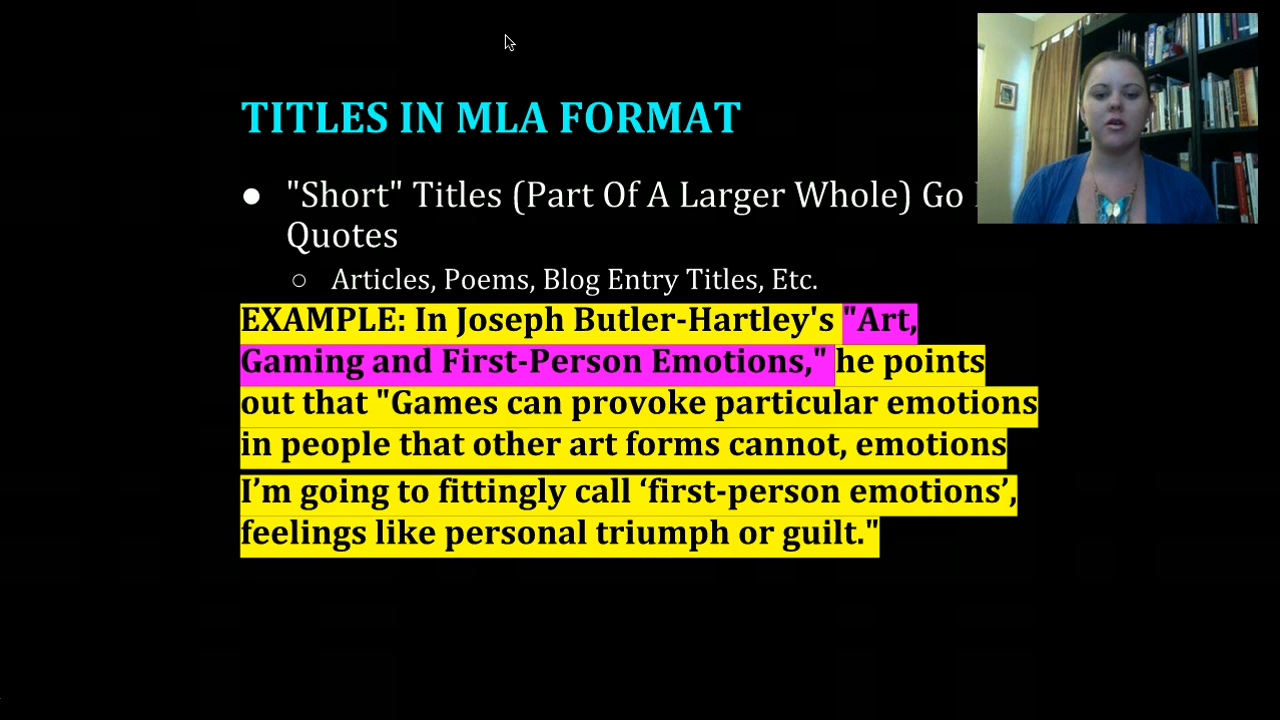 TITLES IN MLA FORMAT
● "Short" Titles (Part Of A Larger Whole) Go
Quotes
○ Articles, Poems, Blog Entry Titles, Etc.
EXAMPLE: In Joseph Butler-Hartley's "Art,
Gaming and First-Person Emotions," he points
out that "Games can provoke particular emotions
in people that other art forms cannot, emotions
I’m going to fittingly call ‘first-person emotions’,
feelings like personal triumph or guilt."